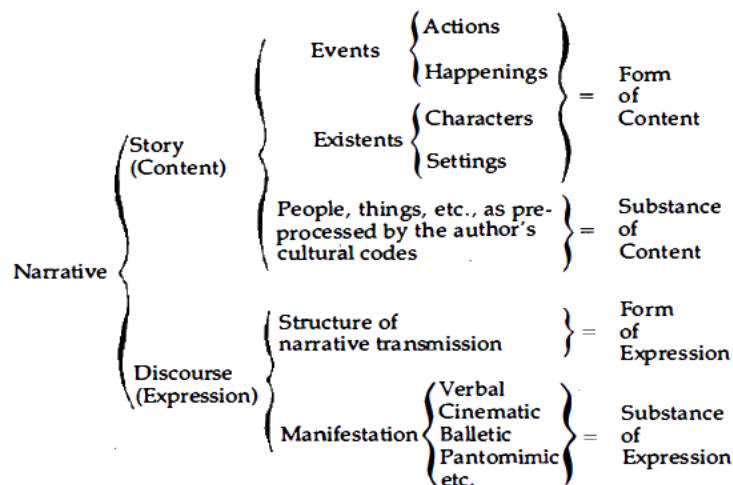 Events
Actions
Happenings
Existents
Characters
Settings
= Form
of
Content
Story
(Content)
People, things, etc., as pre-
processed by the author's
cultural codes
= Substance
of
Content
Narrative
Discourse
(Expression)
Structure of
narrative transmission
= Form
of
Expression
Manifestation
Verbal
Cinematic
Balletic
Pantomimic
etc.
= Substance
of
Expression